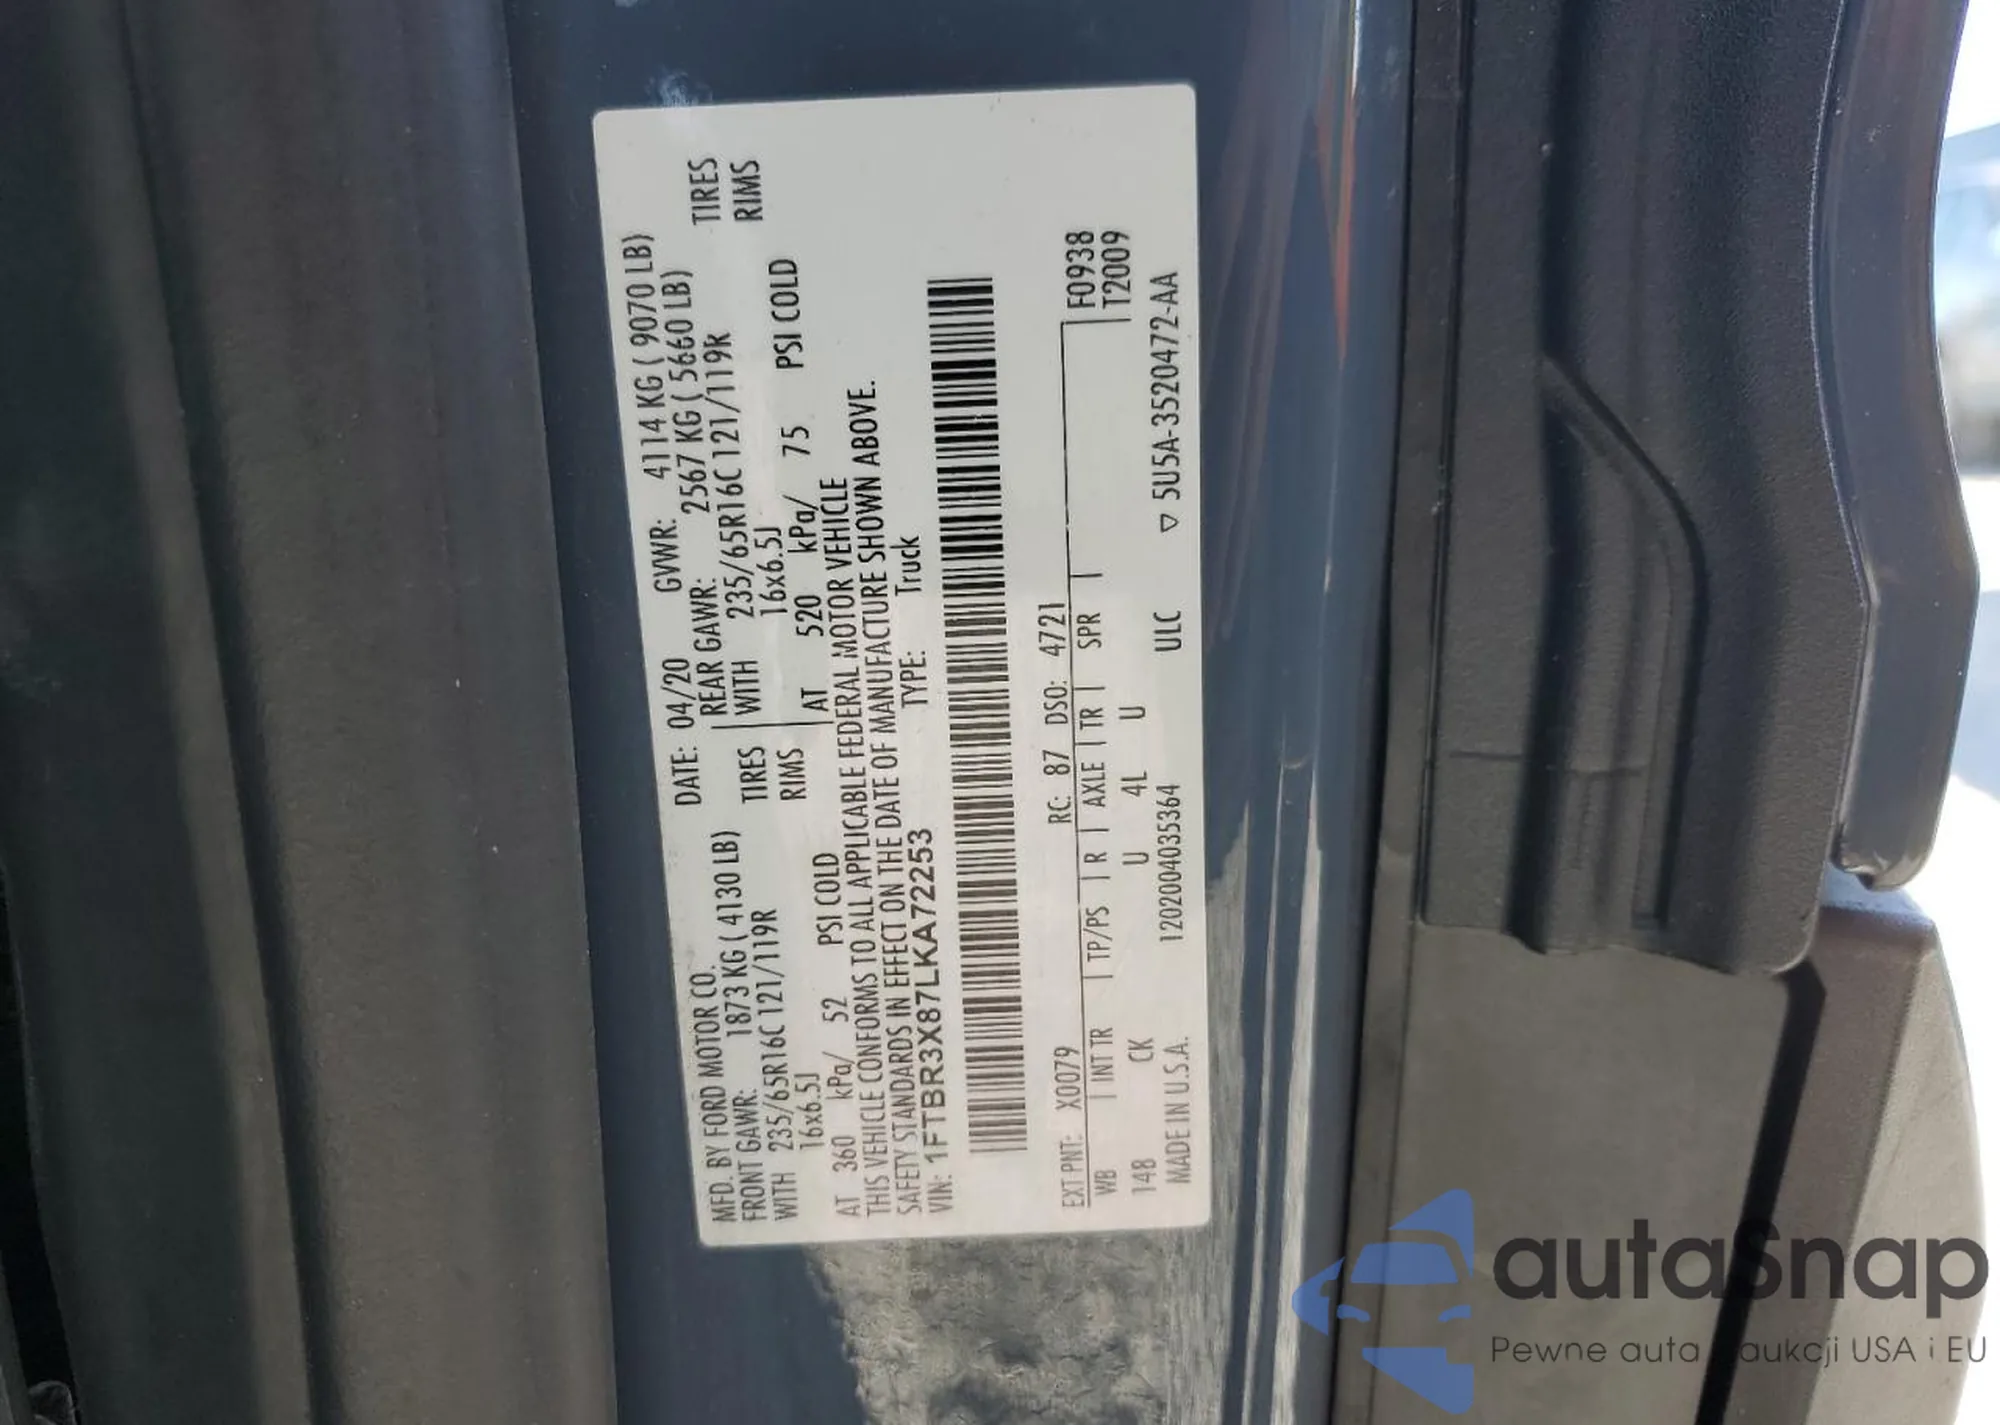 MFD. BY FORD MOTOR CO. DATE: 04/20 GVWR: 4114 KG ( 9070 LB)
FRONT GAWR: 1873 KG ( 4130 LB) REAR GAWR: 2567 KG ( 5660 LB)
WITH 235/65R16C 121/119R TIRES WITH 235/65R16C 121/119R TIRES
16x6.5J RIMS 16x6.5J RIMS
AT 360 kPa/ 52 PSI COLD AT 520 kPa/ 75 PSI COLD
THIS VEHICLE CONFORMS TO ALL APPLICABLE FEDERAL MOTOR VEHICLE
SAFETY STANDARDS IN EFFECT ON THE DATE OF MANUFACTURE SHOWN ABOVE.
VIN: 1FTBR3X87LKA72253 TYPE: Truck
EXT PNT: X0079 RC: 87 DSO: 4721 F0938
WB | INT TR | TP/PS | R | AXLE | TR | SPR | T2009
148 CK U 4L U
MADE IN U.S.A. 120200403​5364 ULC ▽ 5U5A-3520472-AA
autasnap
Pewne auta aukcji USA i EU